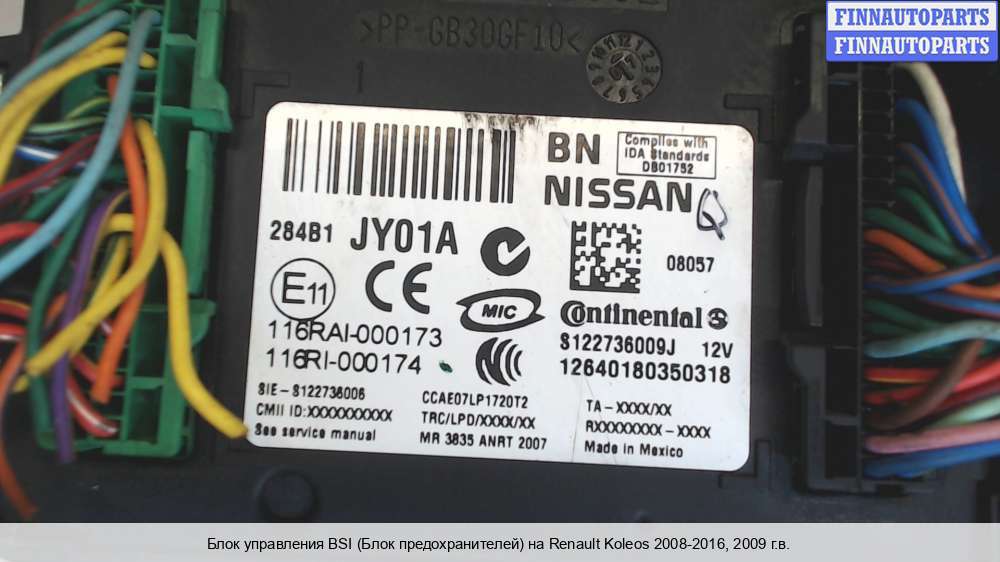 FINNAUTOPARTS
FINNAUTOPARTS
>PP-GB30GF10<
1
BN
Complies with
IDA Standards
DB01752
NISSAN
284B1 JY01A
08057
E11
CE
MIC
Continental
116RAI-000173
116RI-000174
S122736009J 12V
12640180350318
SIE-S122736006
CMII ID:XXXXXXXXXX
See service manual
CCAE07LP1720T2
TRC/LPD/XXXX/XX
MR 3835 ANRT 2007
TA-XXXX/XX
RXXXXXXXX-XXXX
Made in Mexico
Блок управления BSI (Блок предохранителей) на Renault Koleos 2008-2016, 2009 г.в.